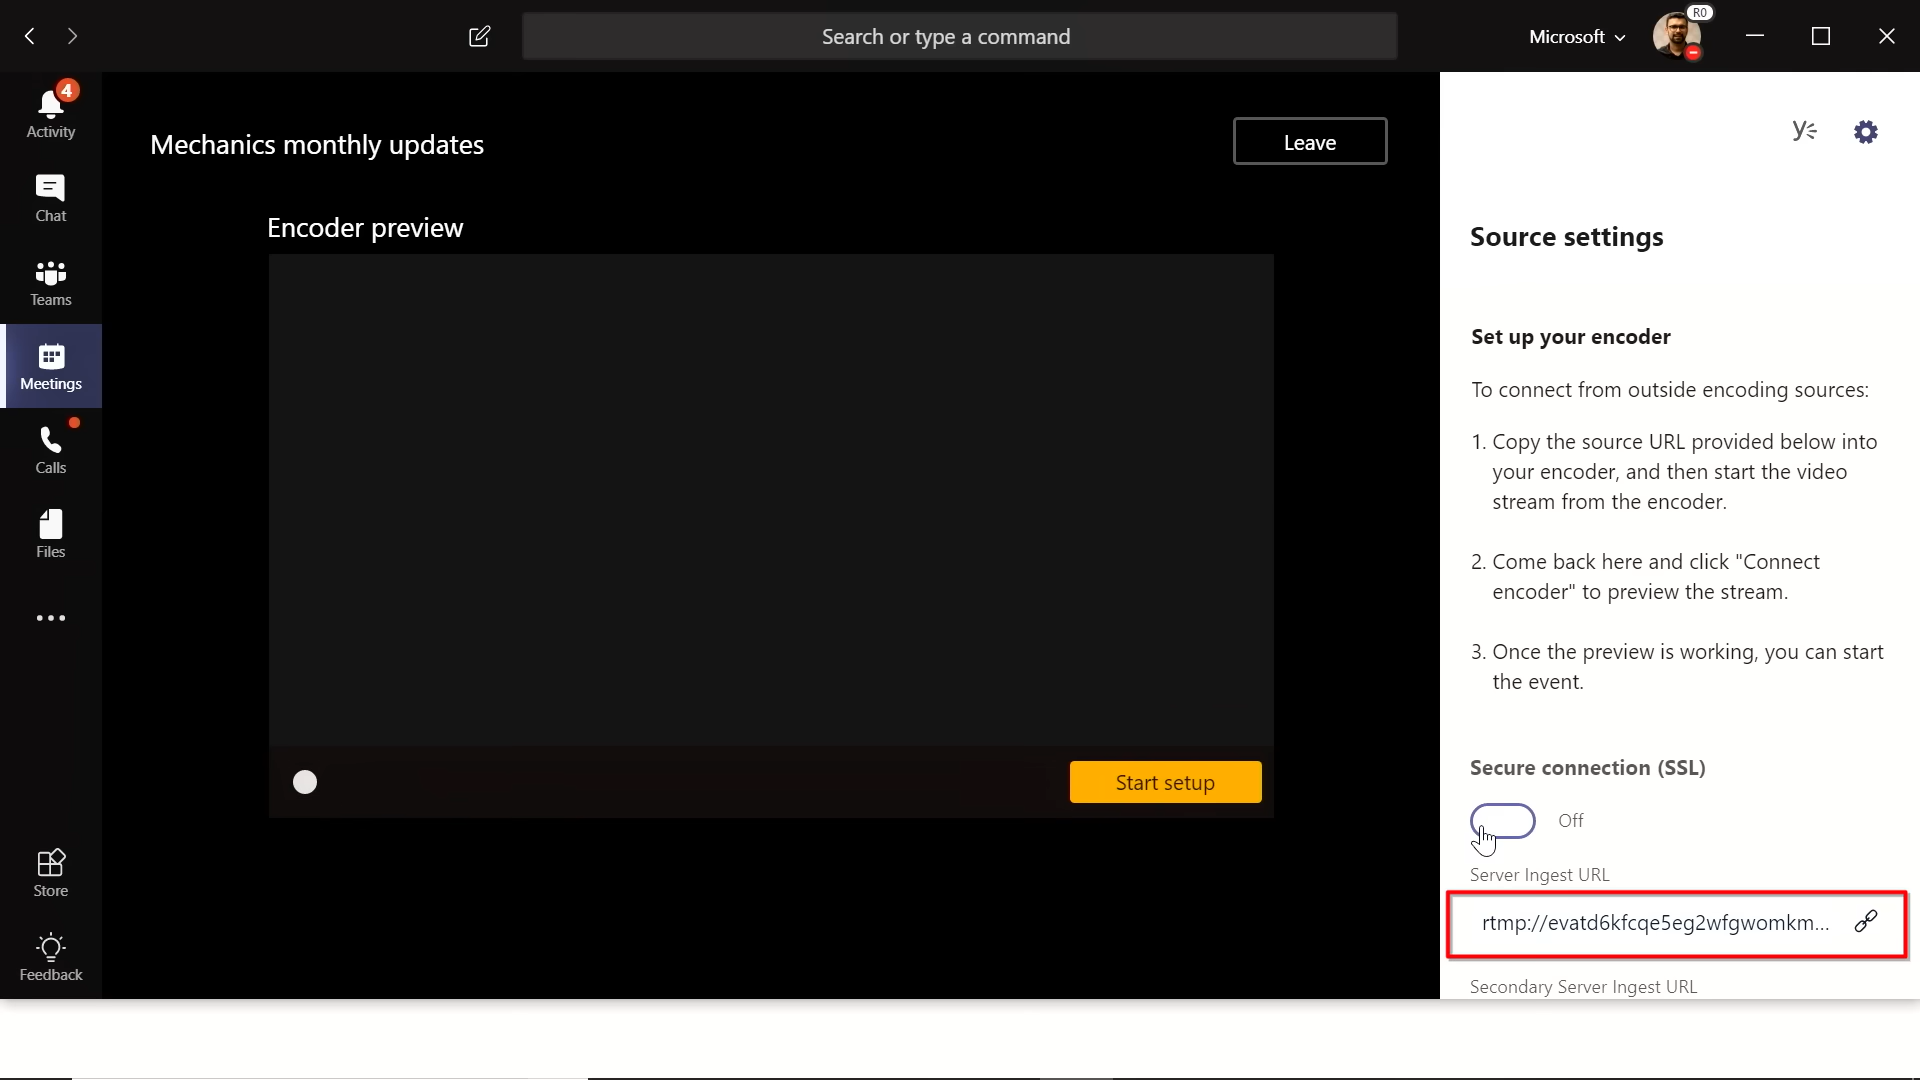 Search or type a command
Microsoft
R0
4
Activity
Chat
Teams
Meetings
Calls
Files
Store
Feedback
Mechanics monthly updates
Leave
Encoder preview
Start setup
Source settings
Set up your encoder
To connect from outside encoding sources:
1. Copy the source URL provided below into
your encoder, and then start the video
stream from the encoder.
2. Come back here and click "Connect
encoder" to preview the stream.
3. Once the preview is working, you can start
the event.
Secure connection (SSL)
Off
Server Ingest URL
rtmp://evatd6kfcqe5eg2wfgwomkm...
Secondary Server Ingest URL